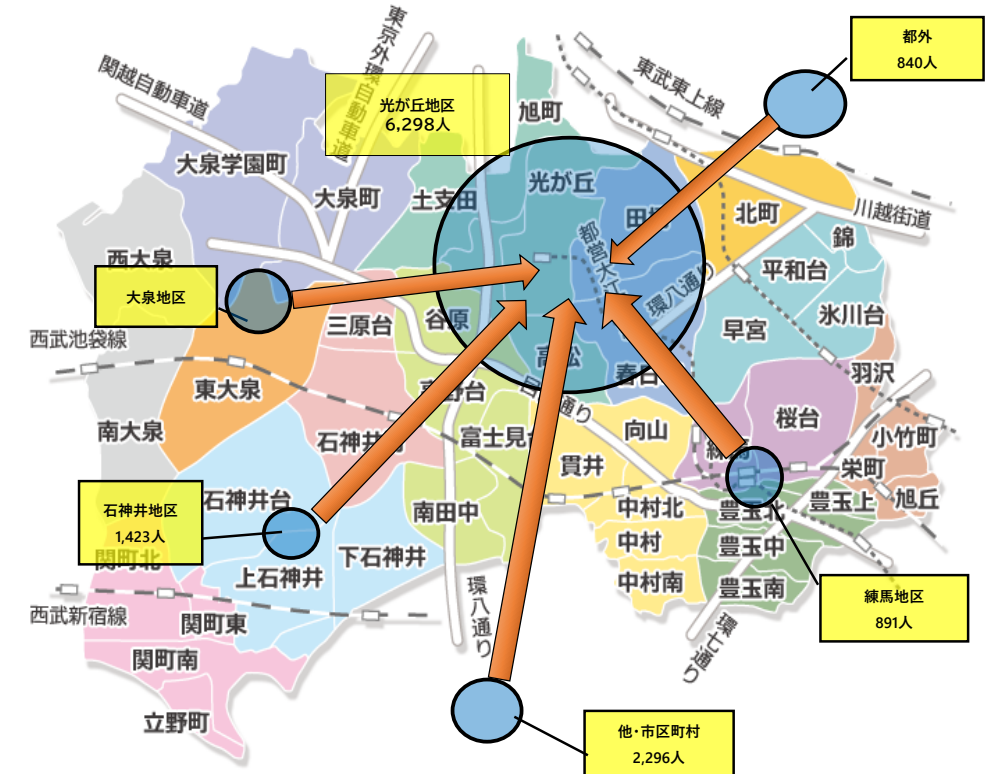 東京外環自動車道
都外
840人
関越自動車道
東武東上線
光が丘地区
6,298人
旭町
大泉学園町
大泉町
土支田
光が丘
北町
川越街道
錦
西大泉
都営大江
平和台
大泉地区
環八通り
氷川台
三原台
谷原
早宮
西武池袋線
高松
羽沢
東大泉
桜台
南大泉
富士見台
向山
小竹町
貫井
栄町
石神井地区
1,423人
石神井台
南田中
中村北
豊玉北
豊玉上
旭丘
中村
豊玉中
関町北
下石神井
上石神井
中村南
豊玉南
練馬地区
891人
西武新宿線
関町東
環八通り
環七通り
関町南
立野町
他・市区町村
2,296人